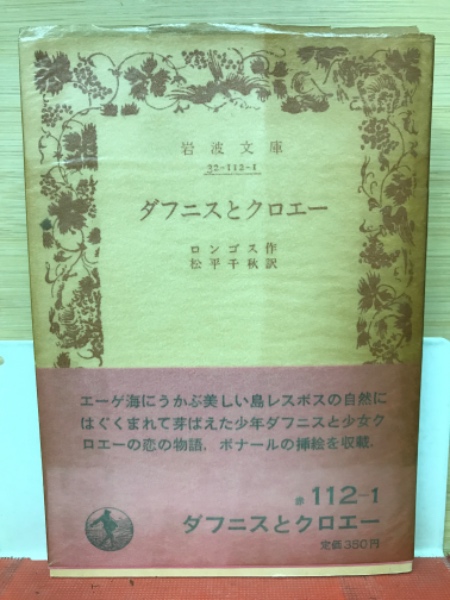 岩波文庫
32-112-1
ダフニスとクロエー
ロンゴス作
松平千秋訳
エーゲ海にうかぶ美しい島レスボスの自然に
はぐくまれて芽ばえた少年ダフニスと少女ク
ロエーの恋の物語．ボナールの挿絵を収載．
赤 112-1
ダフニスとクロエー
定価350円